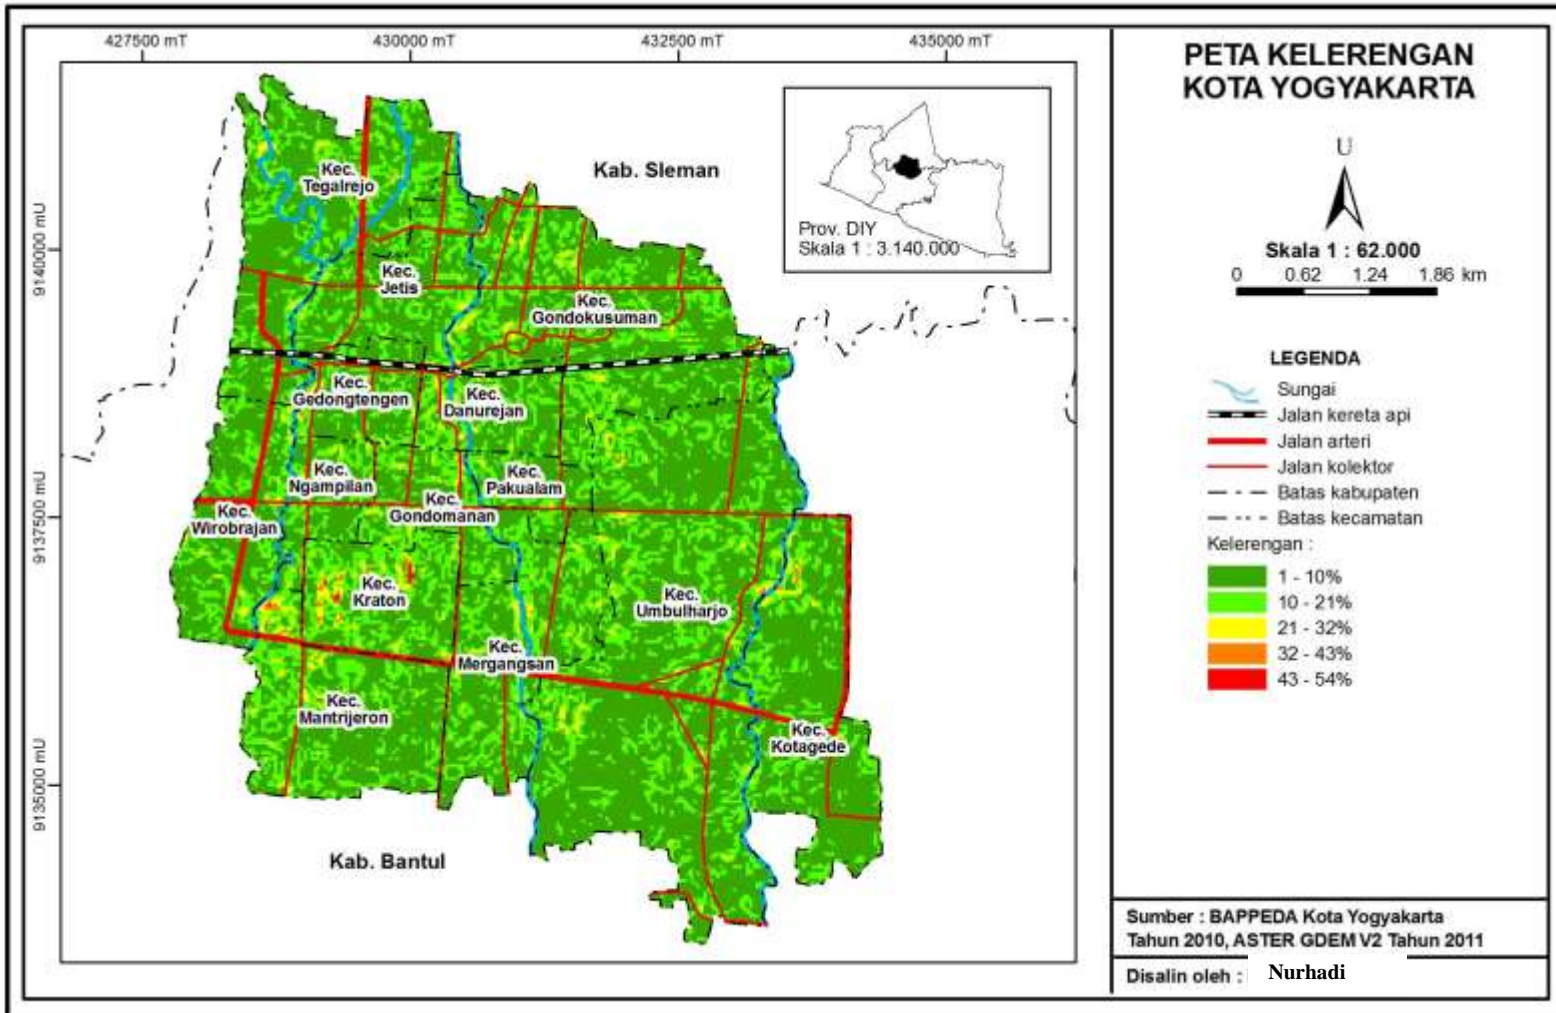 427500 mT
430000 mT
432500 mT
435000 mT
9140000 mU
9137500 mU
9135000 mU
Kab. Sleman
Kec.
Tegalrejo
Kec.
Jetis
Kec.
Gondokusuman
Kec.
Gedongtengen
Kec.
Danurejan
Kec.
Ngampilan
Kec.
Pakualam
Kec.
Wirobrajan
Kec.
Gondomanan
Kec.
Kraton
Kec.
Umbulharjo
Kec.
Mergangsan
Kec.
Mantrijeron
Kec.
Kotagede
Kab. Bantul
Prov. DIY
Skala 1 : 3.140.000
PETA KELERENGAN
KOTA YOGYAKARTA
U
Skala 1 : 62.000
0 0.62 1.24 1.86 km
LEGENDA
Sungai
Jalan kereta api
Jalan arteri
Jalan kolektor
Batas kabupaten
Batas kecamatan
Kelerengan :
1 - 10%
10 - 21%
21 - 32%
32 - 43%
43 - 54%
Sumber : BAPPEDA Kota Yogyakarta
Tahun 2010, ASTER GDEM V2 Tahun 2011
Disalin oleh : Nurhadi